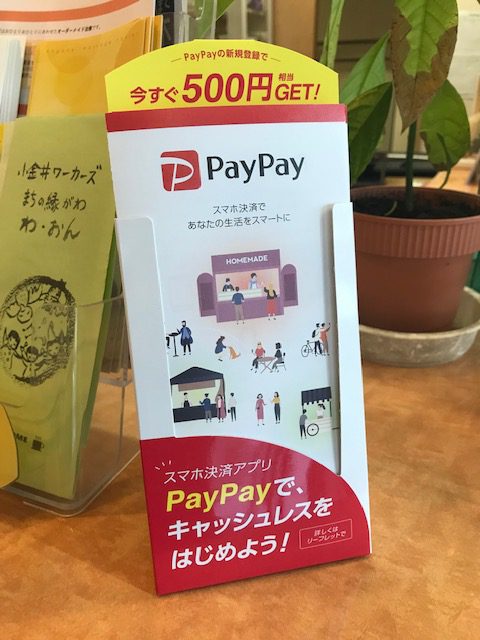 PayPayの新規登録で
今すぐ500円相当GET!
PayPay
スマホ決済で
あなたの生活をスマートに
HOMEMADE
スマホ決済アプリ
PayPayで、
キャッシュレスを
はじめよう!
詳しくは
リーフレットで
小金井ワーカーズ
まちの縁がわ
わ・おん